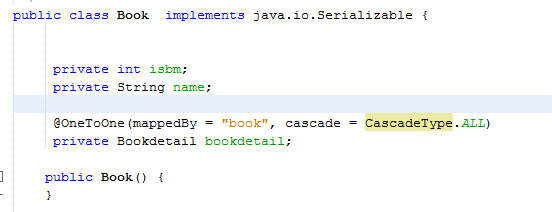 public class Book  implements java.io.Serializable {
private int isbm;
private String name;
@OneToOne(mappedBy = "book", cascade = CascadeType.ALL)
private Bookdetail bookdetail;
public Book() {
}